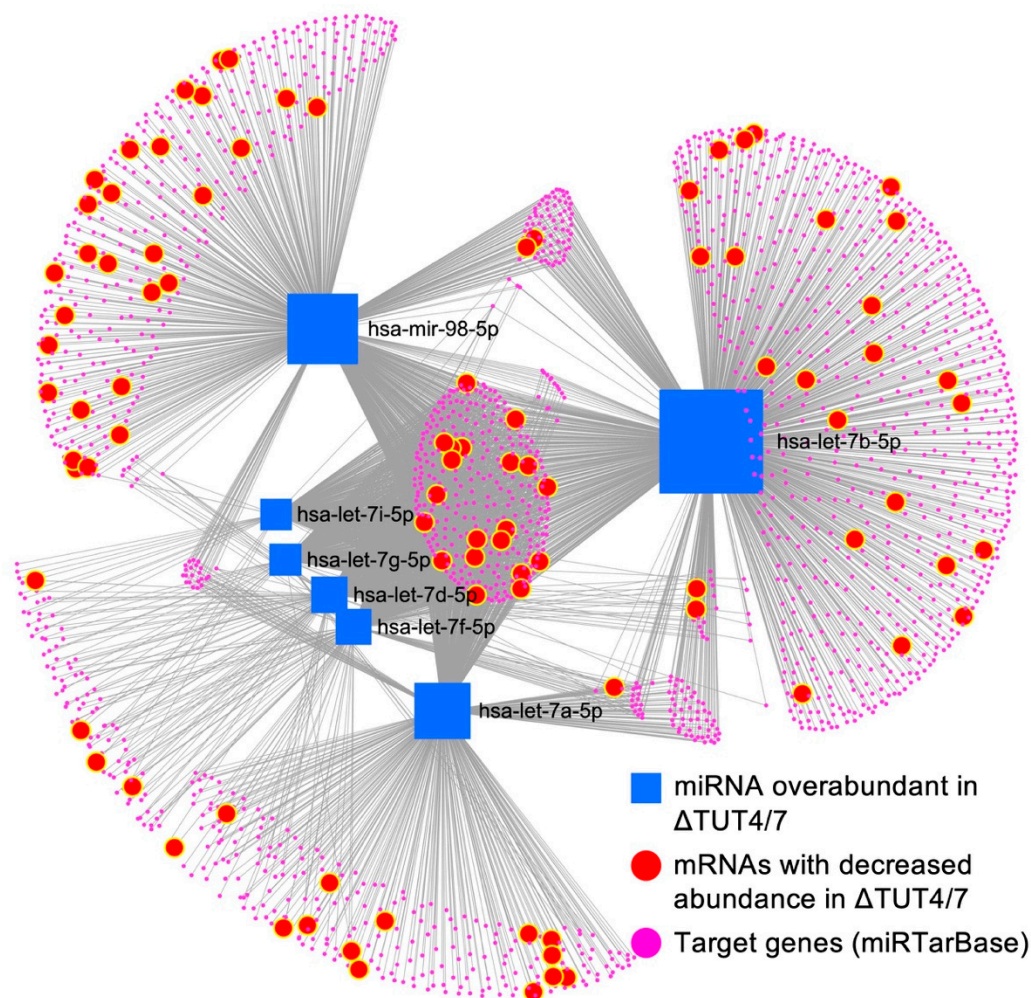 hsa-mir-98-5p
hsa-let-7b-5p
hsa-let-7i-5p
hsa-let-7g-5p
hsa-let-7d-5p
hsa-let-7f-5p
hsa-let-7a-5p
miRNA overabundant in
ΔTUT4/7
mRNAs with decreased
abundance in ΔTUT4/7
Target genes (miRTarBase)